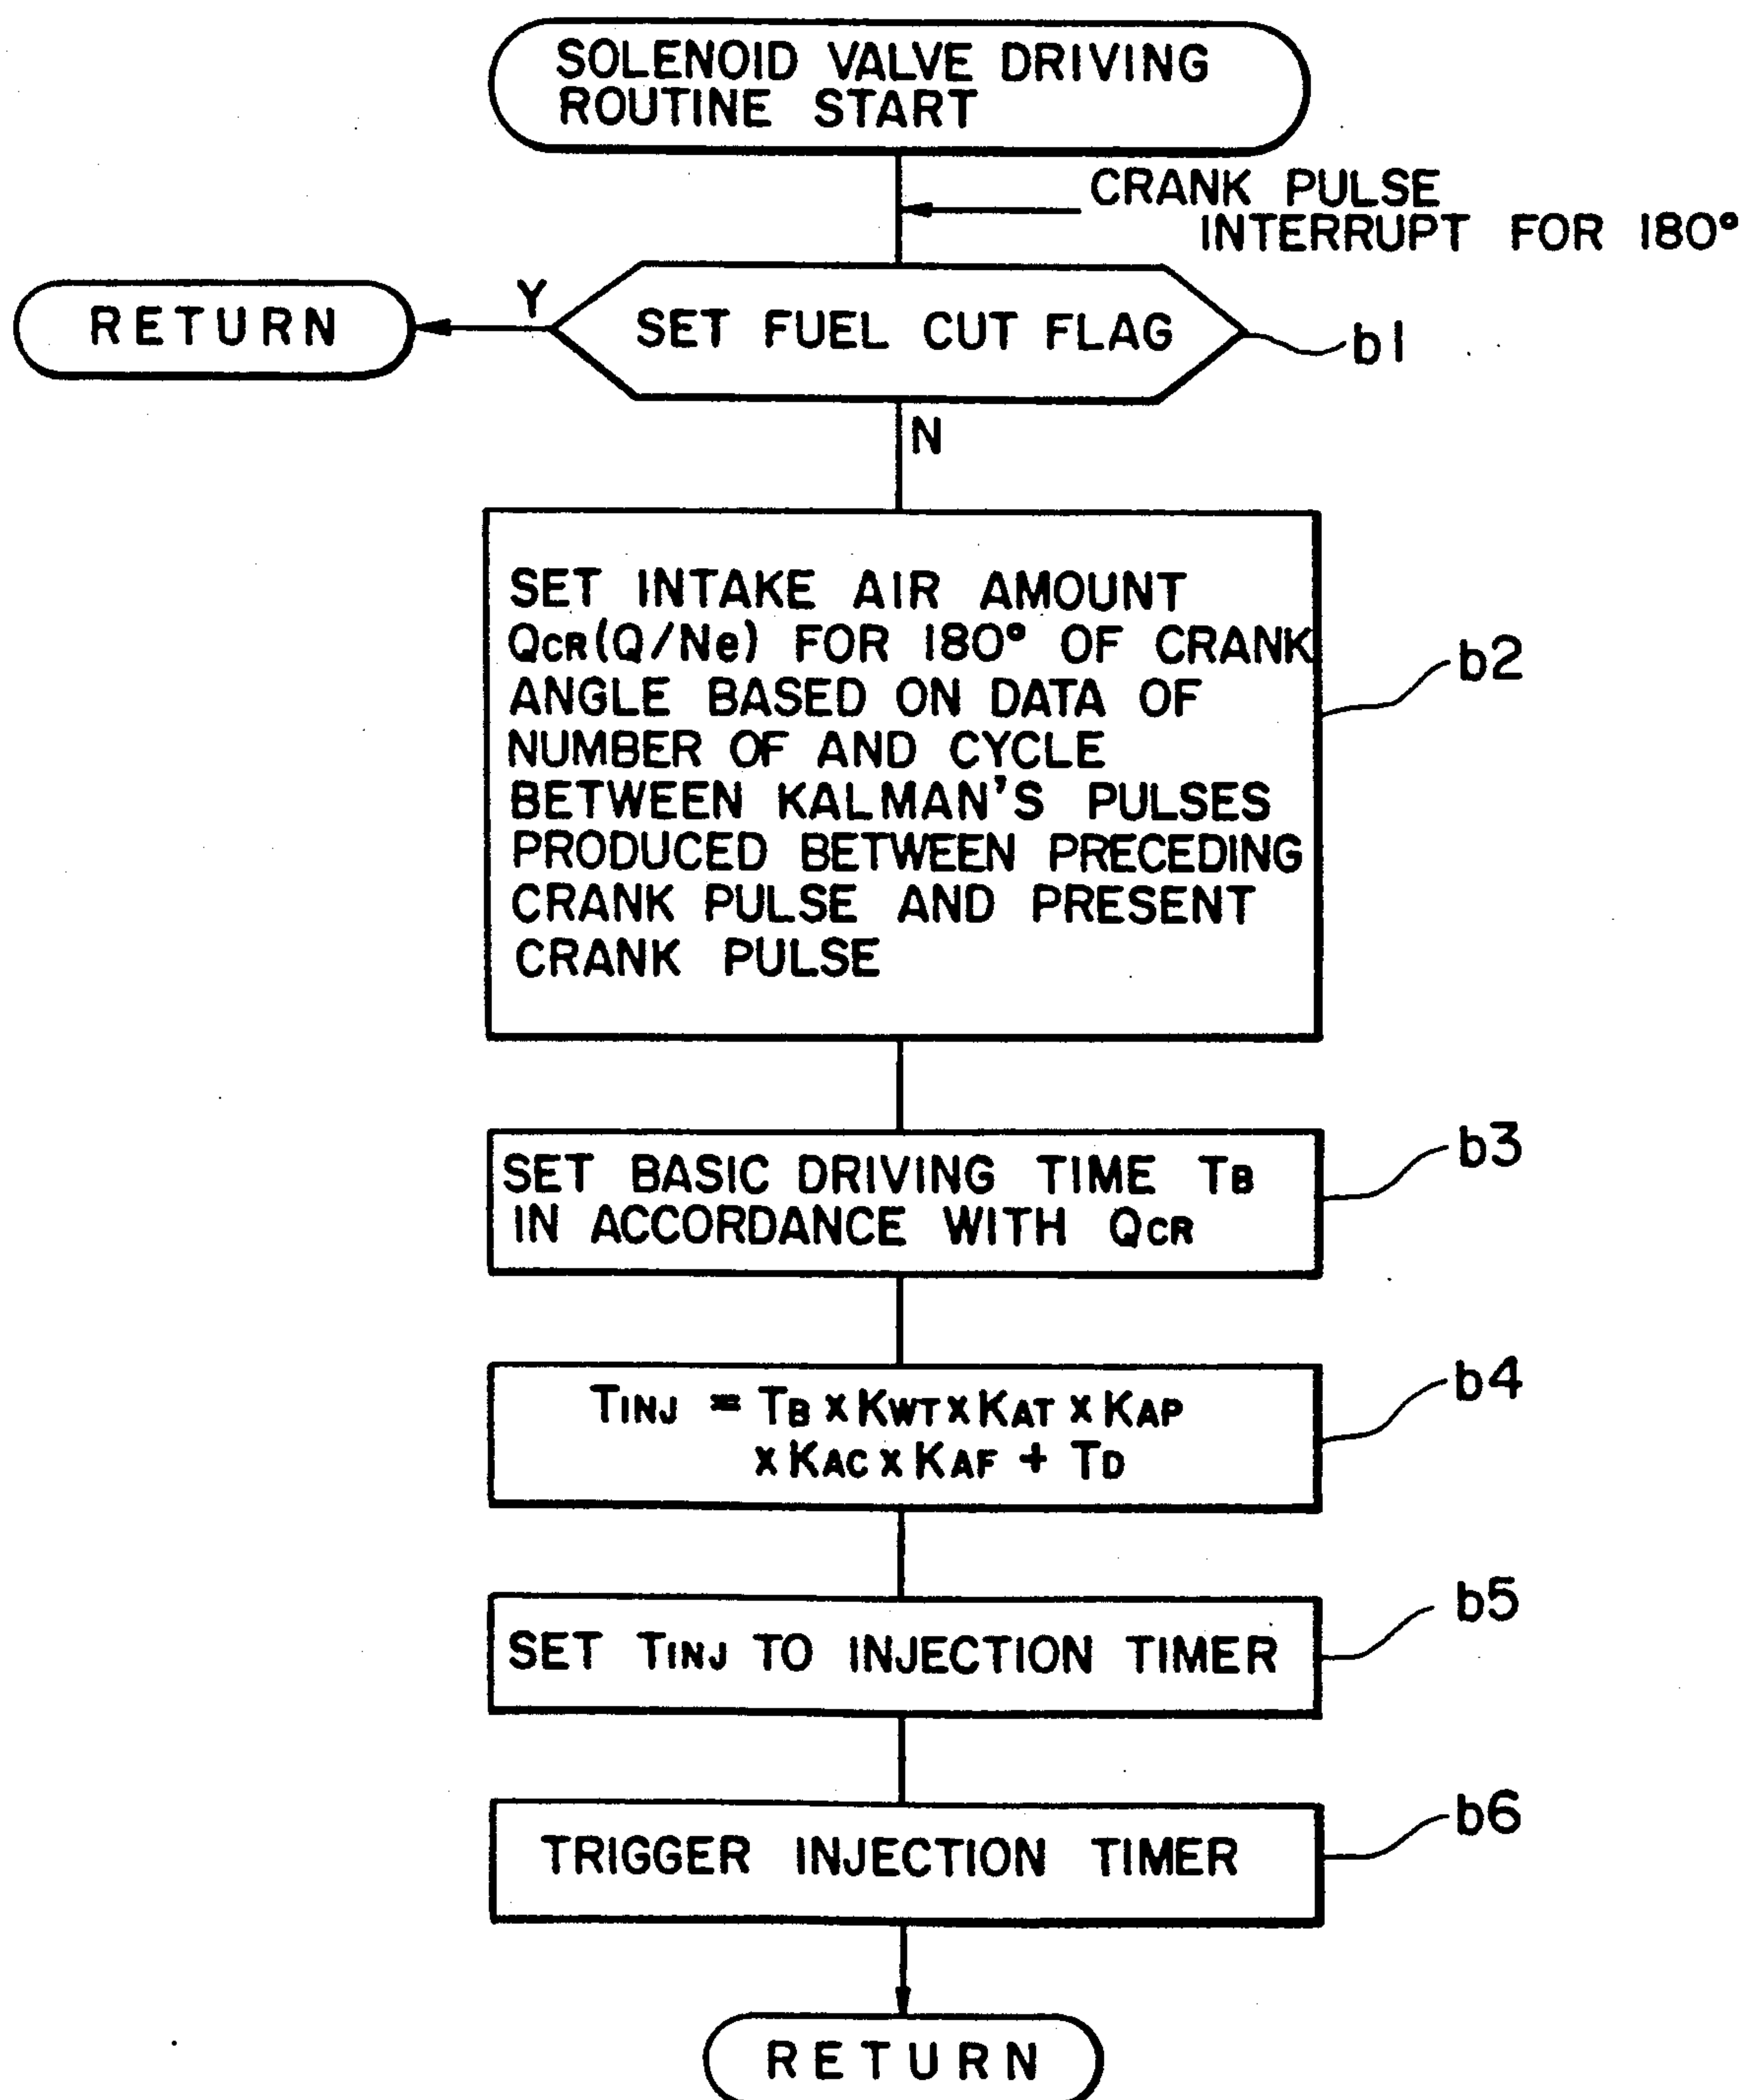 SOLENOID VALVE DRIVING
ROUTINE START
CRANK PULSE
INTERRUPT FOR 180°
RETURN
Y
SET FUEL CUT FLAG
b1
N
SET INTAKE AIR AMOUNT
QCR(Q/Ne) FOR 180° OF CRANK
ANGLE BASED ON DATA OF
NUMBER OF AND CYCLE
BETWEEN KALMAN'S PULSES
PRODUCED BETWEEN PRECEDING
CRANK PULSE AND PRESENT
CRANK PULSE
b2
SET BASIC DRIVING TIME TB
IN ACCORDANCE WITH QCR
b3
TINJ = TB x KWT x KAT x KAP
x KAC x KAF + TD
b4
SET TINJ TO INJECTION TIMER
b5
TRIGGER INJECTION TIMER
b6
RETURN